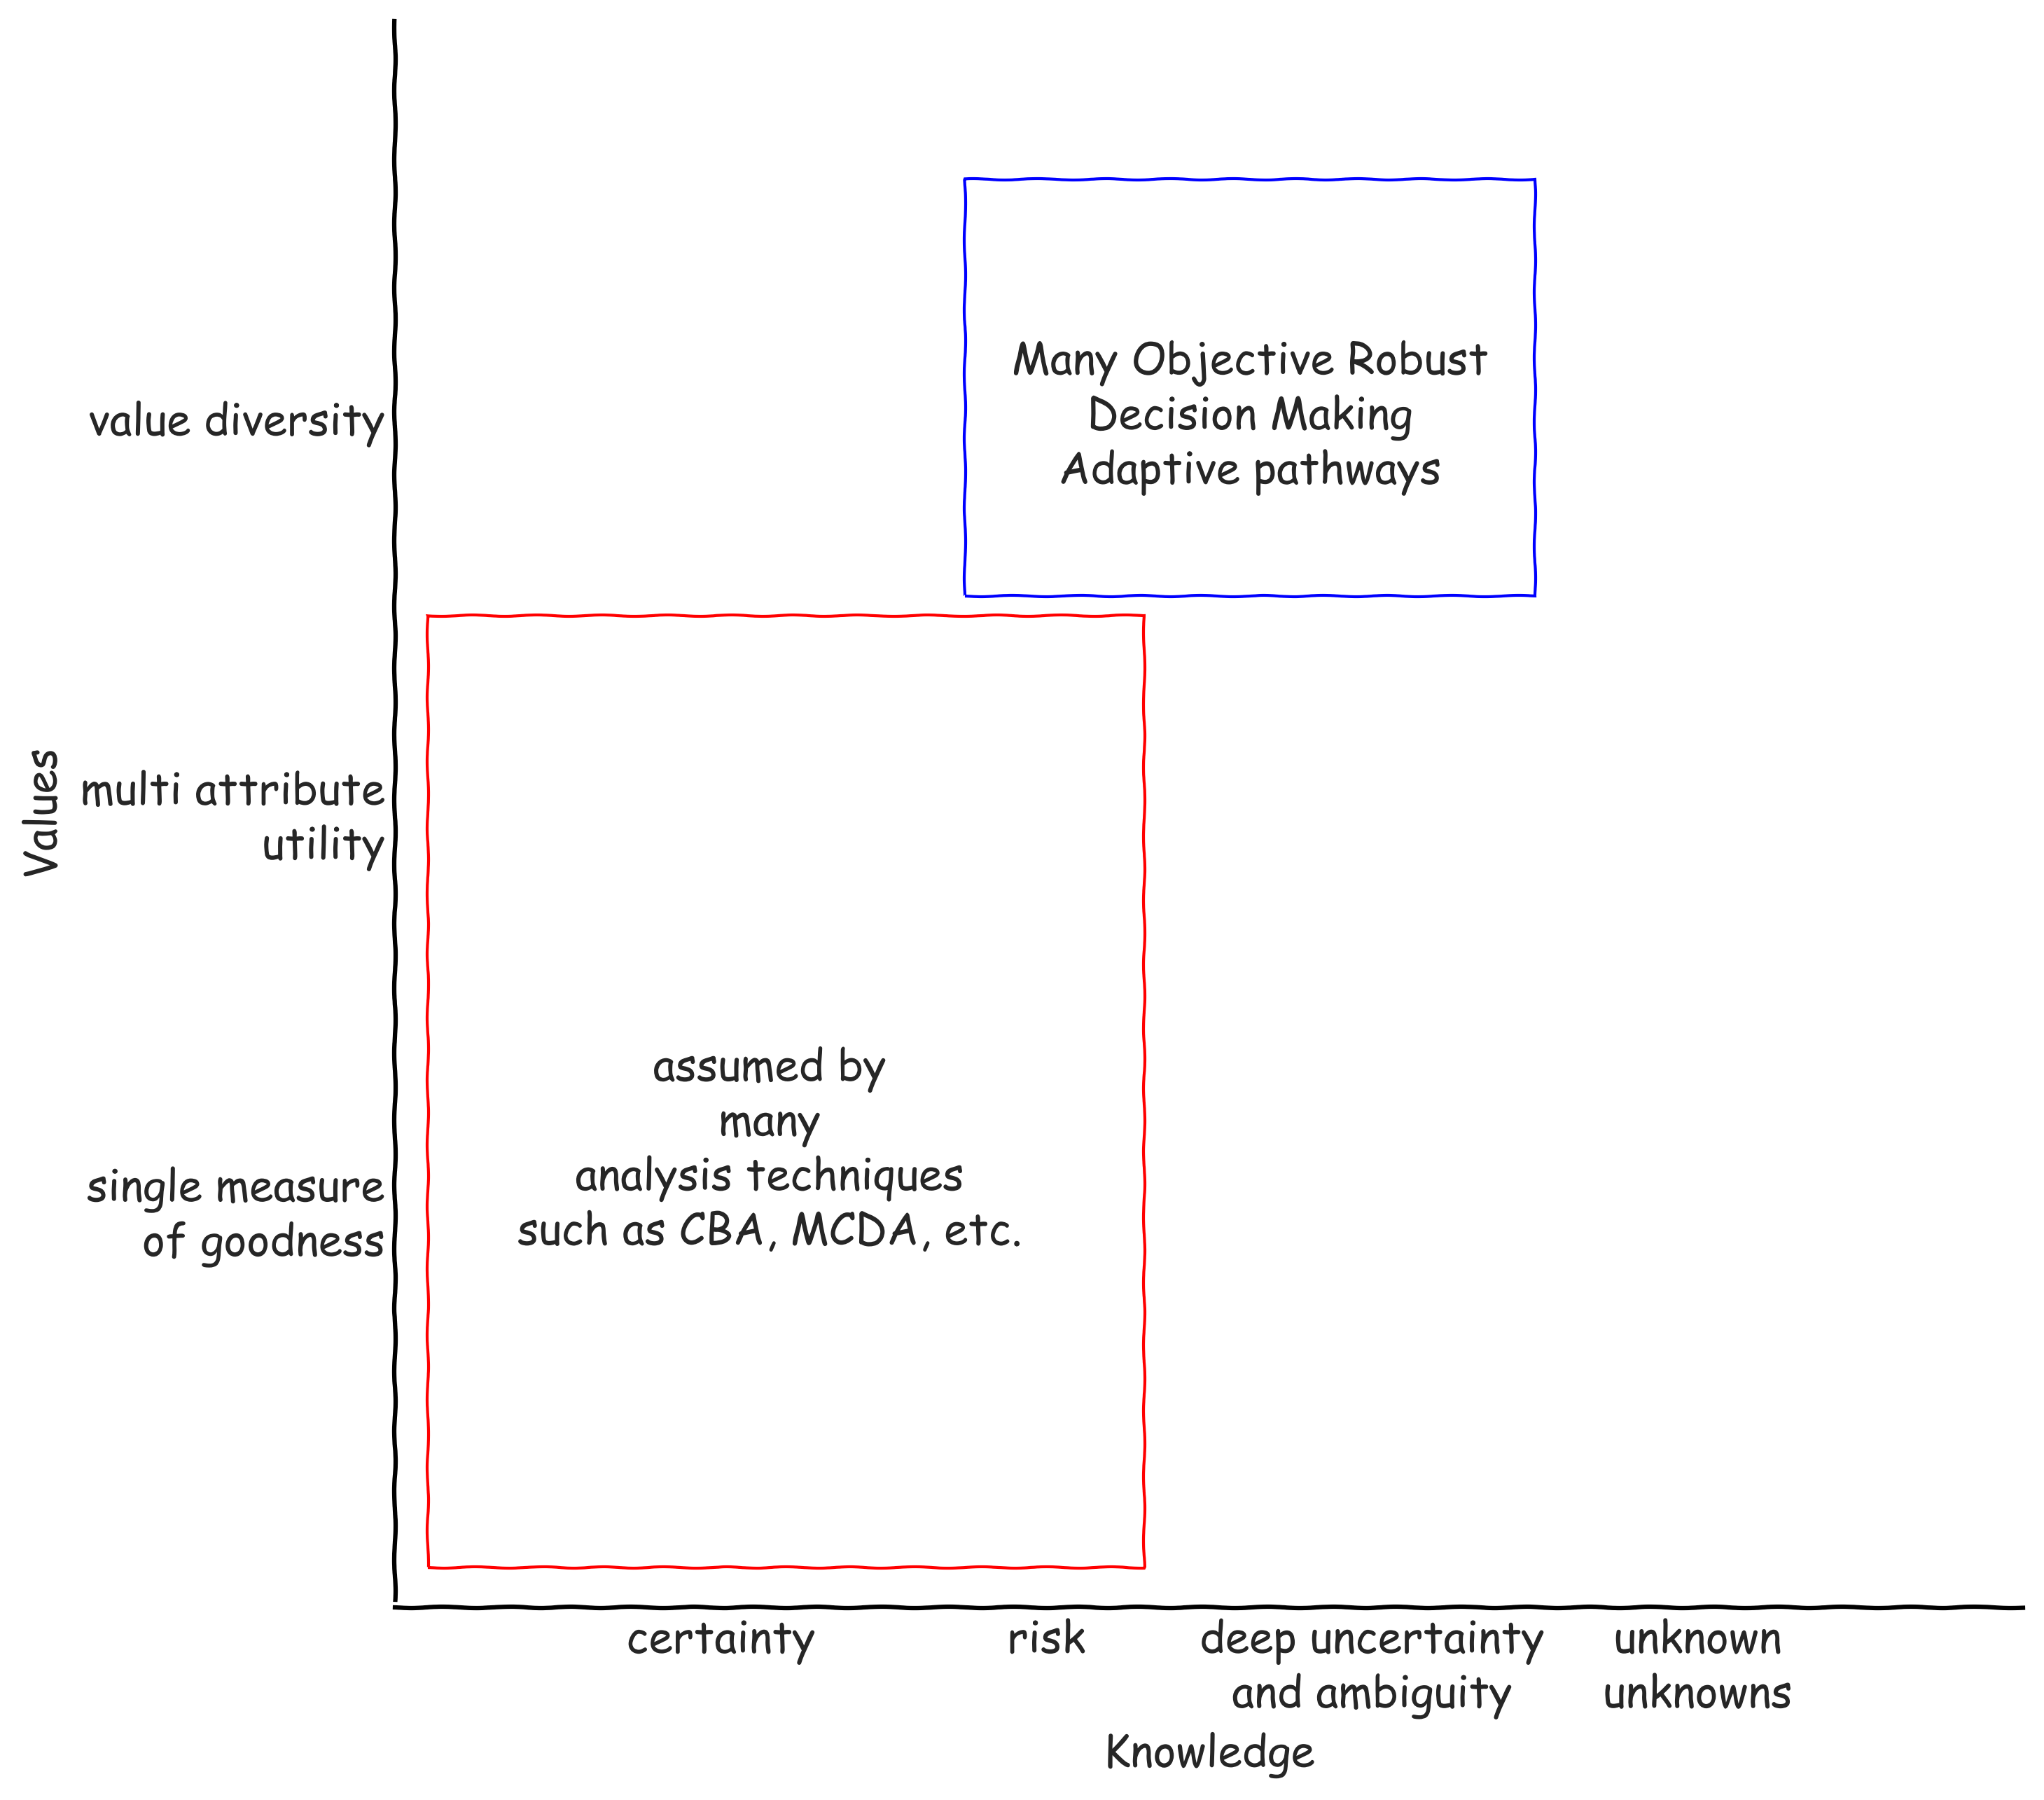 Many Objective Robust
Decision Making
Adaptive pathways
value diversity
Values
multi attribute
utility
assumed by
many
analysis techniques
such as CBA, MCDA, etc.
single measure
of goodness
certainty
risk
deep uncertainty
and ambiguity
unknown
unknowns
Knowledge